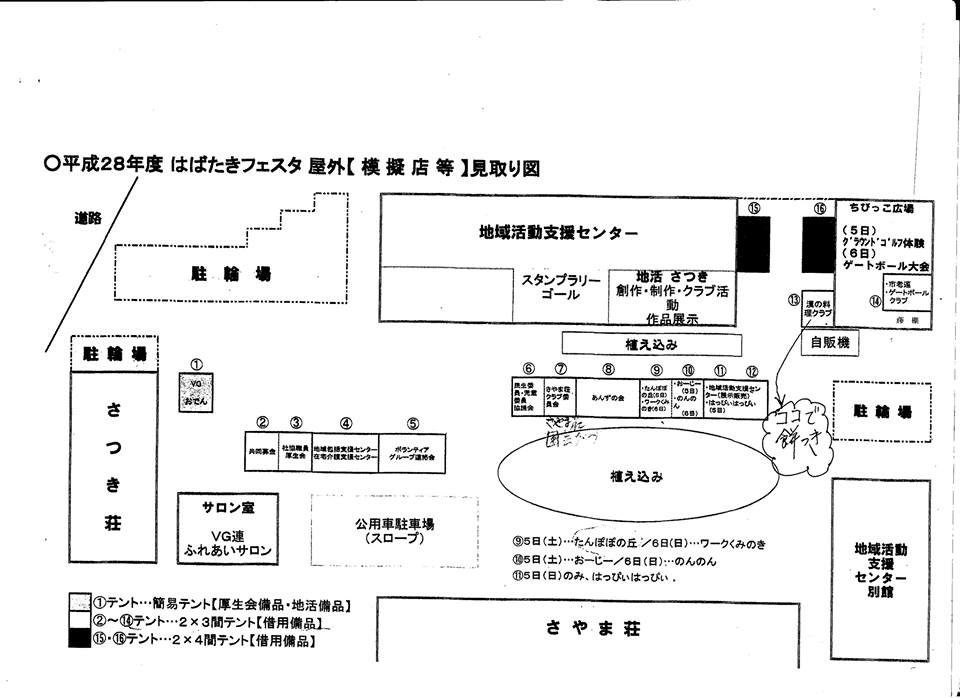 〇平成28年度 はばたきフェスタ 屋外【 模 擬 店 等 】見取り図
道路
駐 輪 場
地域活動支援センター
スタンプラリー
ゴール
地活 さつき
創作・制作・クラブ活
動
作品展示
⑮
⑯
ちびっこ広場
(5日)
グラウンドゴルフ体験
(6日)
ゲートボール大会
⑭
・市老連
・ゲートボール
クラブ
⑬
漢の料
理クラブ
自販機
植え込み
駐 輪 場
さ
つ
き
荘
①
VG
おでん
②
③
④
⑤
共同募金
社協職員
厚生会
地域包括支援センター
在宅介護支援センター
ボランティア
グループ連絡会
⑥
⑦
⑧
⑨
⑩
⑪
⑫
民生委
員・児童
委員
協議会
さやま荘
クラブ委
員会
あんずの会
・たんぽぽ
の丘(5日)
・ワークくみ
のき(6日)
・おーじー
(5日)
・のんのん
(6日)
・地域活動支援セン
ター(展示販売)
・はっぴぃはっぴぃ
(5日)
ココで
餅つき
駐 輪 場
植え込み
サロン室
VG連
ふれあいサロン
公用車駐車場
(スロープ)
⑨5日(土)…たんぽぽの丘/6日(日)…ワークくみのき
⑩5日(土)…おーじー/6日(日)…のんのん
⑪5日(日)のみ、はっぴぃはっぴぃ.
地域活動
支援
センター
別館
さ や ま 荘
①テント…簡易テント【厚生会備品・地活備品】
②~⑭テント…2×3間テント【借用備品】
⑮・⑯テント…2×4間テント【借用備品】